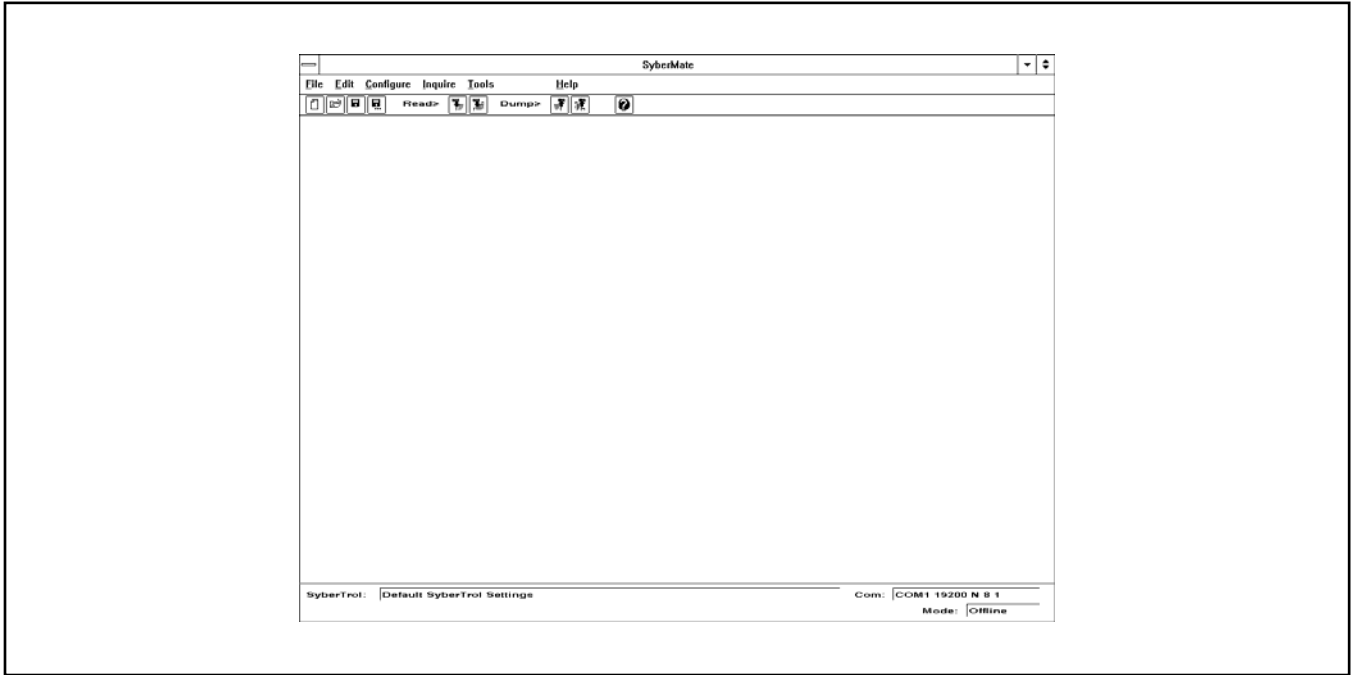 SyberMate
File Edit Configure Inquire Tools Help
Read> Dump>
SyberTrol: Default SyberTrol Settings Com: COM1 19200 N 8 1
Mode: Offline